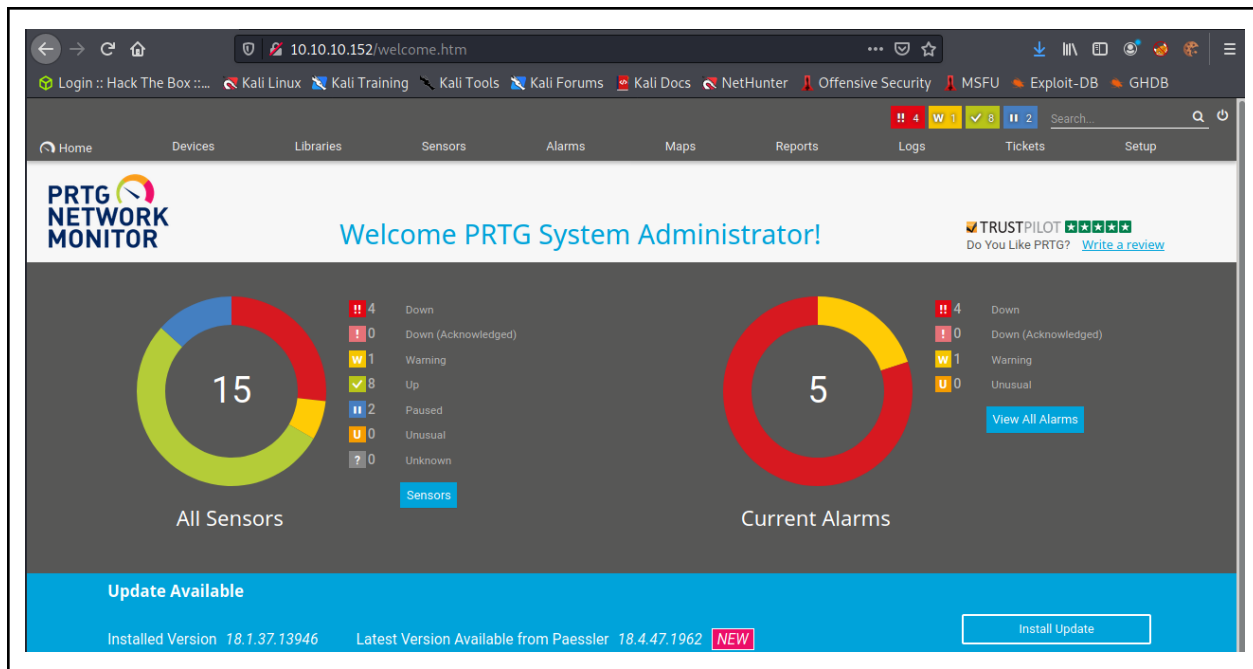 10.10.10.152/welcome.htm
Login :: Hack The Box ::... Kali Linux Kali Training Kali Tools Kali Forums Kali Docs NetHunter Offensive Security MSFU Exploit-DB GHDB
!! 4 W 1 8 2 Search...
Home Devices Libraries Sensors Alarms Maps Reports Logs Tickets Setup
PRTG
NETWORK
MONITOR
Welcome PRTG System Administrator!
TRUSTPILOT
Do You Like PRTG? Write a review
15
!! 4 Down
! 0 Down (Acknowledged)
W 1 Warning
8 Up
2 Paused
U 0 Unusual
? 0 Unknown
Sensors
All Sensors
5
!! 4 Down
! 0 Down (Acknowledged)
W 1 Warning
U 0 Unusual
View All Alarms
Current Alarms
Update Available
Installed Version 18.1.37.13946 Latest Version Available from Paessler 18.4.47.1962 NEW
Install Update